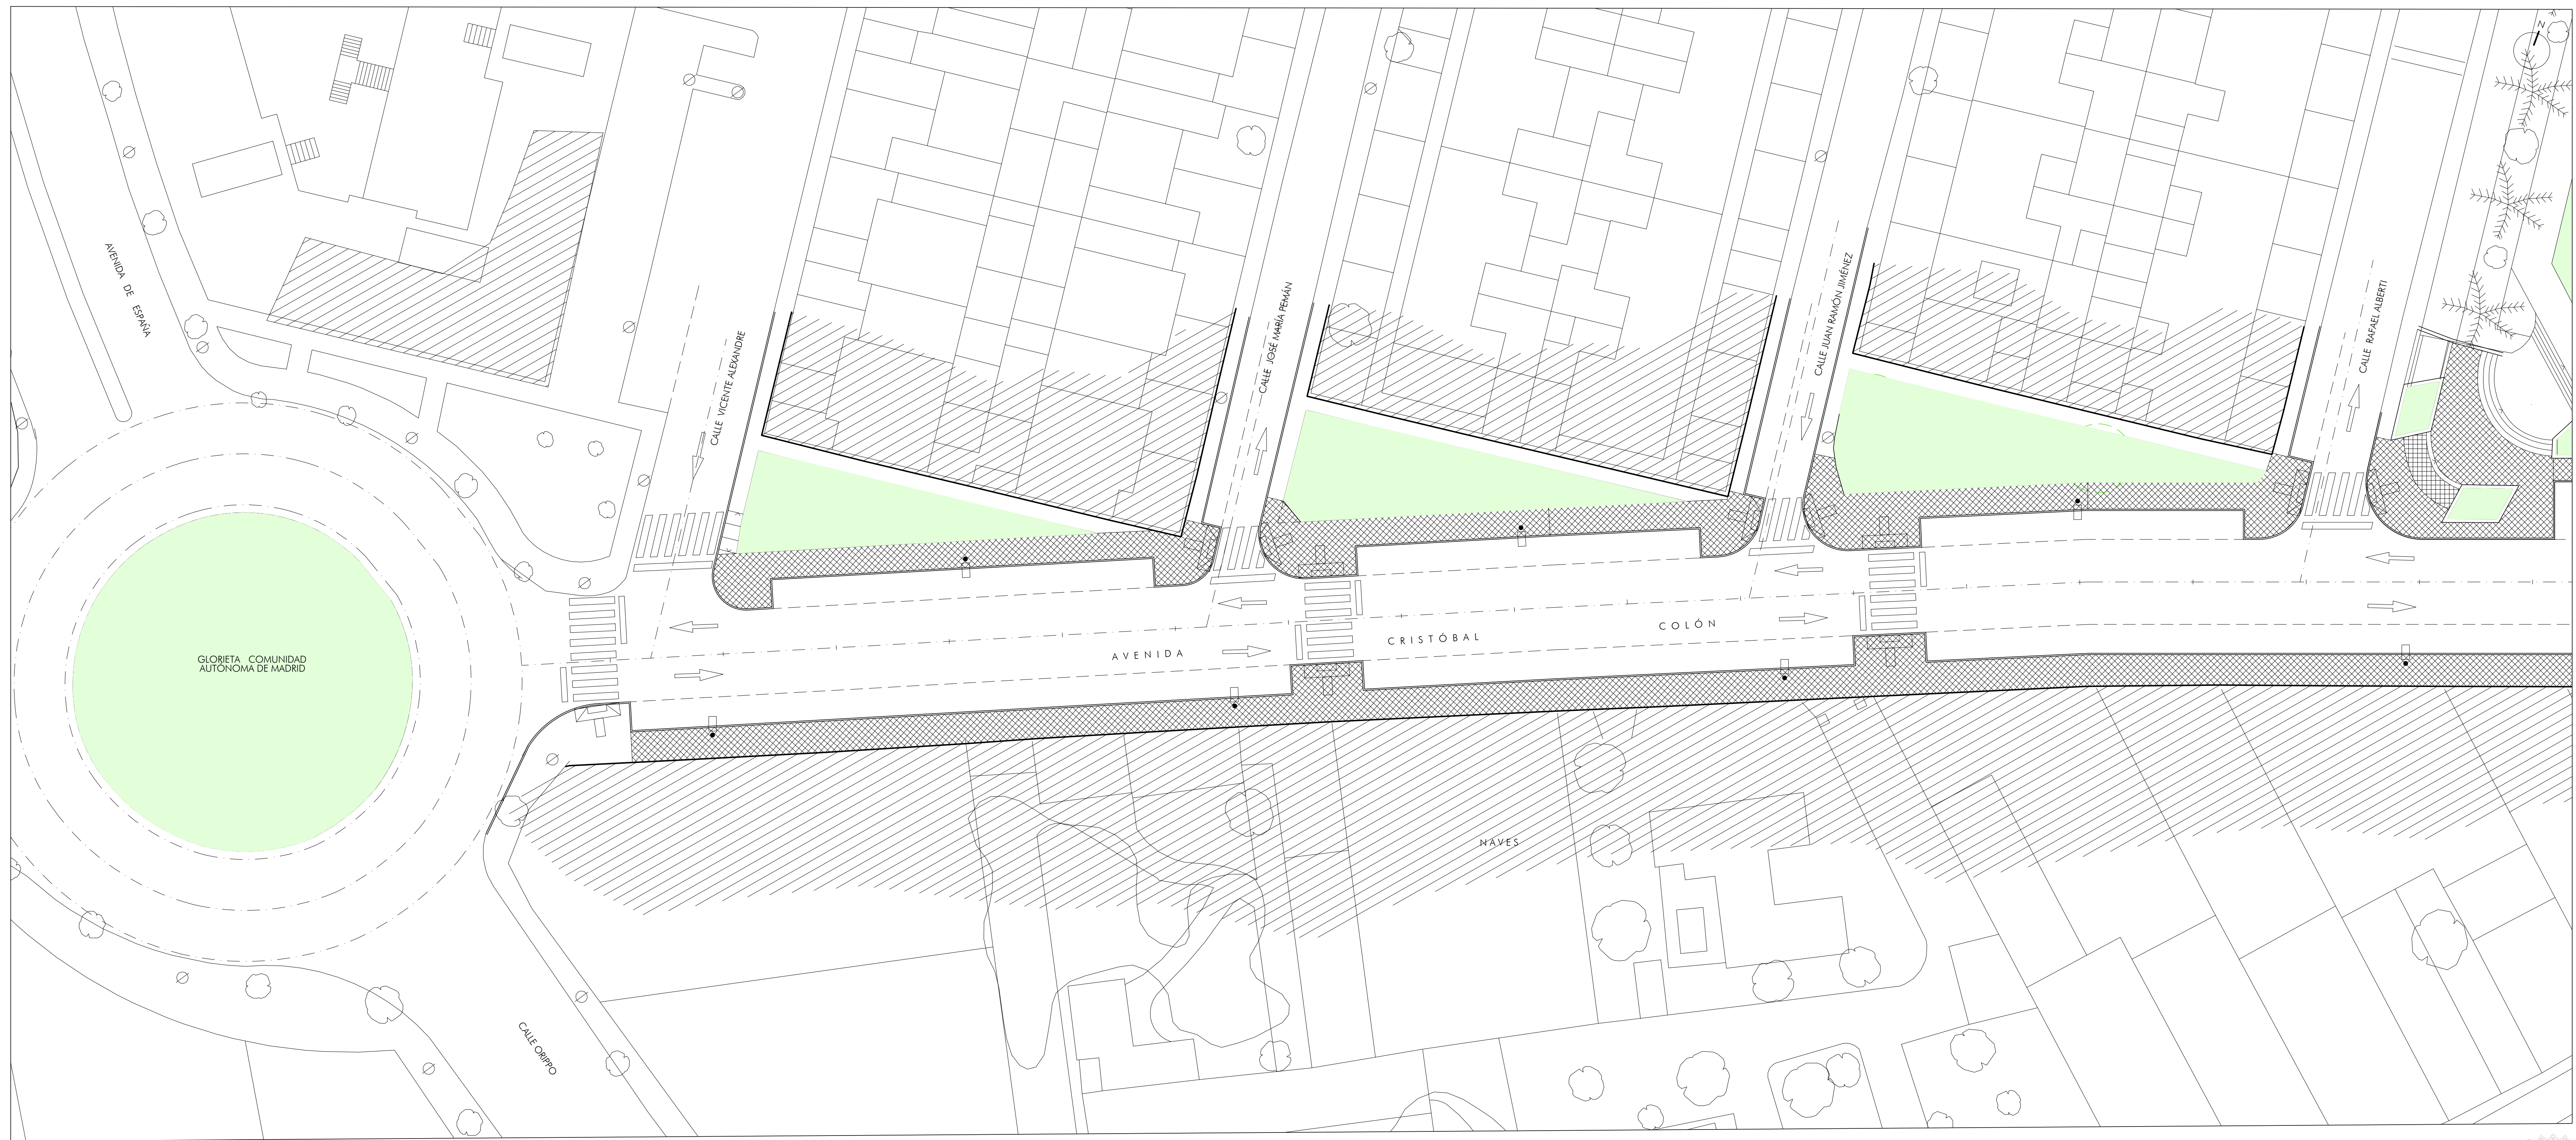 N
AVENIDA DE ESPAÑA
CALLE VICENTE ALEXANDRE
CALLE JOSÉ MARÍA PEMÁN
CALLE JUAN RAMÓN JIMÉNEZ
CALLE RAFAEL ALBERTI
GLORIETA COMUNIDAD
AUTÓNOMA DE MADRID
AVENIDA CRISTÓBAL COLÓN
NAVES
CALLE ORIPPO